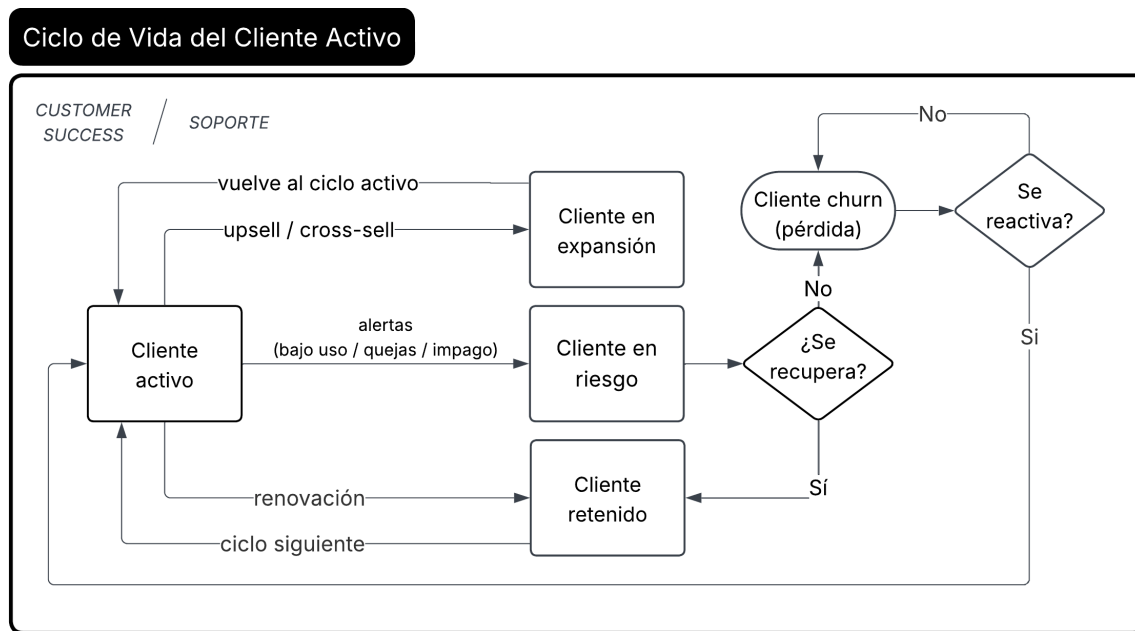 Ciclo de Vida del Cliente Activo
CUSTOMER
SUCCESS
SOPORTE
No
vuelve al ciclo activo
upsell / cross-sell
Cliente en
expansión
Cliente churn
(pérdida)
Se
reactiva?
No
alertas
(bajo uso / quejas / impago)
Cliente
activo
Cliente en
riesgo
¿Se
recupera?
Si
Cliente
retenido
Sí
renovación
ciclo siguiente